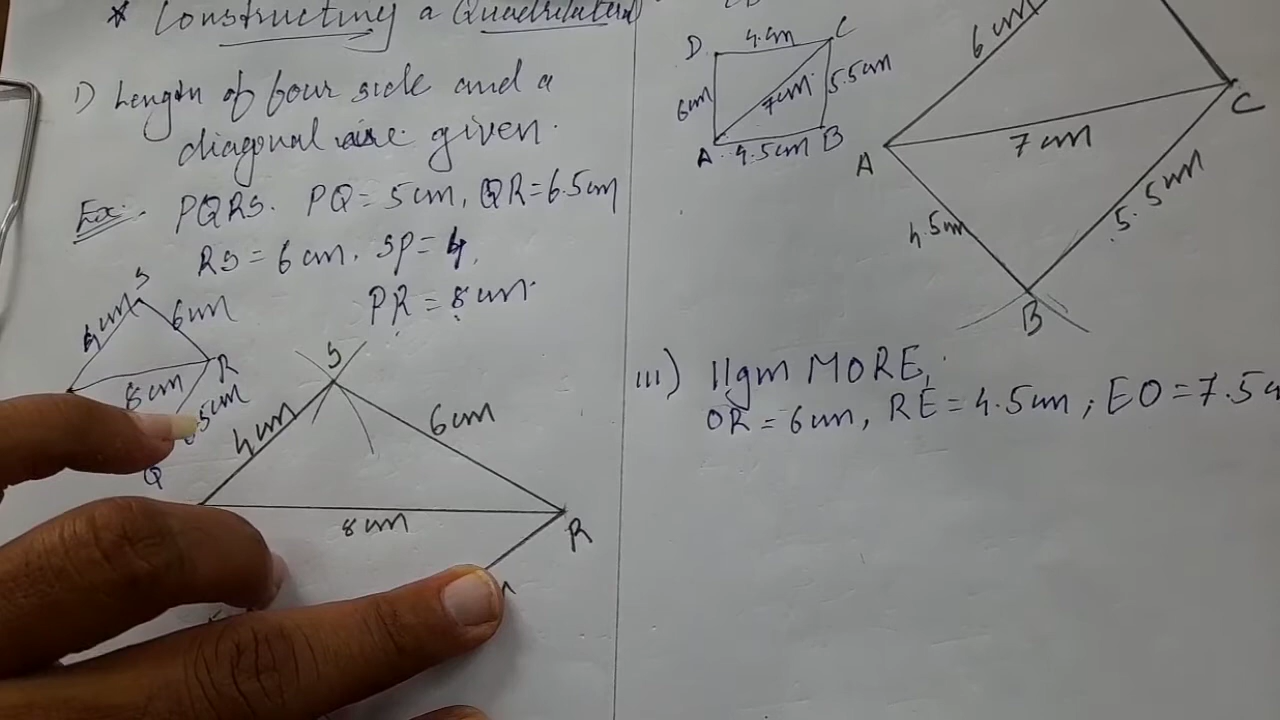 * Constructing a Quadrilateral
1) Length of four side and a
diagonal are given.
Ex:- PQRS. PQ = 5cm, QR = 6.5cm
RS = 6cm. SP = 4,
PR = 8cm.
S
4cm 6cm
R
8cm
Q
S
4cm 6cm
8cm
R
D 4cm C
6cm 7cm 5.5cm
A 4.5cm B
6cm
A 7cm C
4.5cm 5.5cm
B
III) llgm MORE,
OR = 6cm, RE = 4.5cm; EO = 7.5